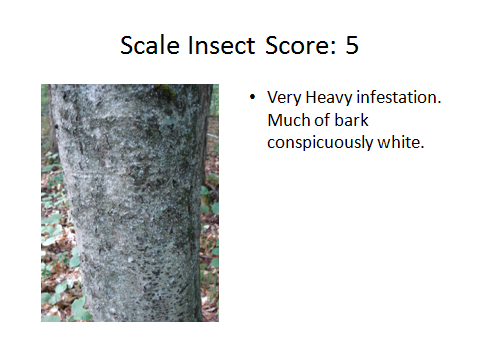 Scale Insect Score: 5
• Very Heavy infestation.
Much of bark
conspicuously white.